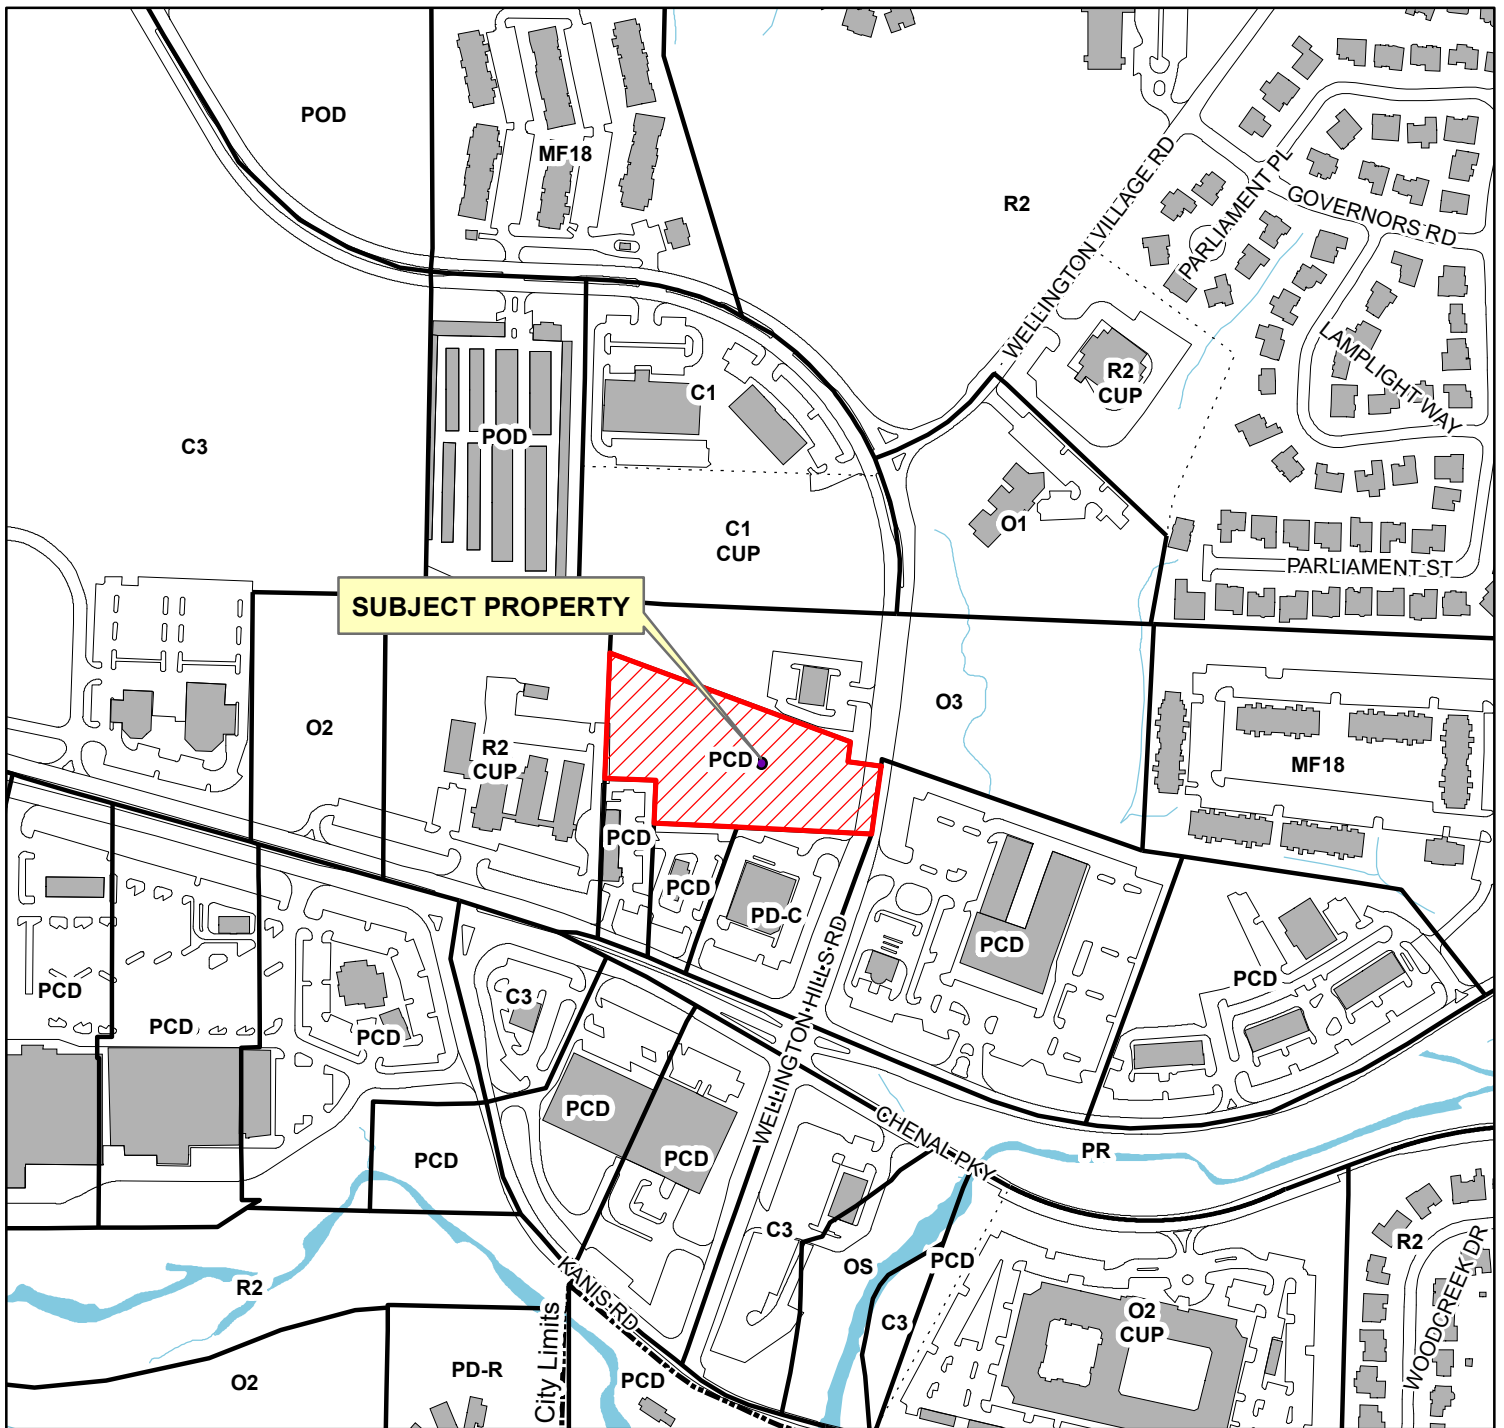 POD
MF18
R2
WELLINGTON VILLAGE RD
PARLIAMENT PL
GOVERNORS RD
LAMPLIGHT WAY
R2
CUP
C1
POD
C3
C1
CUP
O1
PARLIAMENT ST
SUBJECT PROPERTY
O2
R2
CUP
PCD
O3
MF18
PCD
PCD
PD-C
WELLINGTON HILLS RD
PCD
PCD
PCD
PCD
PCD
C3
PCD
PCD
PCD
CHENAL PKY
PR
C3
OS
PCD
C3
R2
O2
CUP
R2
WOODCREEK DR
KANIS RD
City Limits
O2
PD-R
PCD